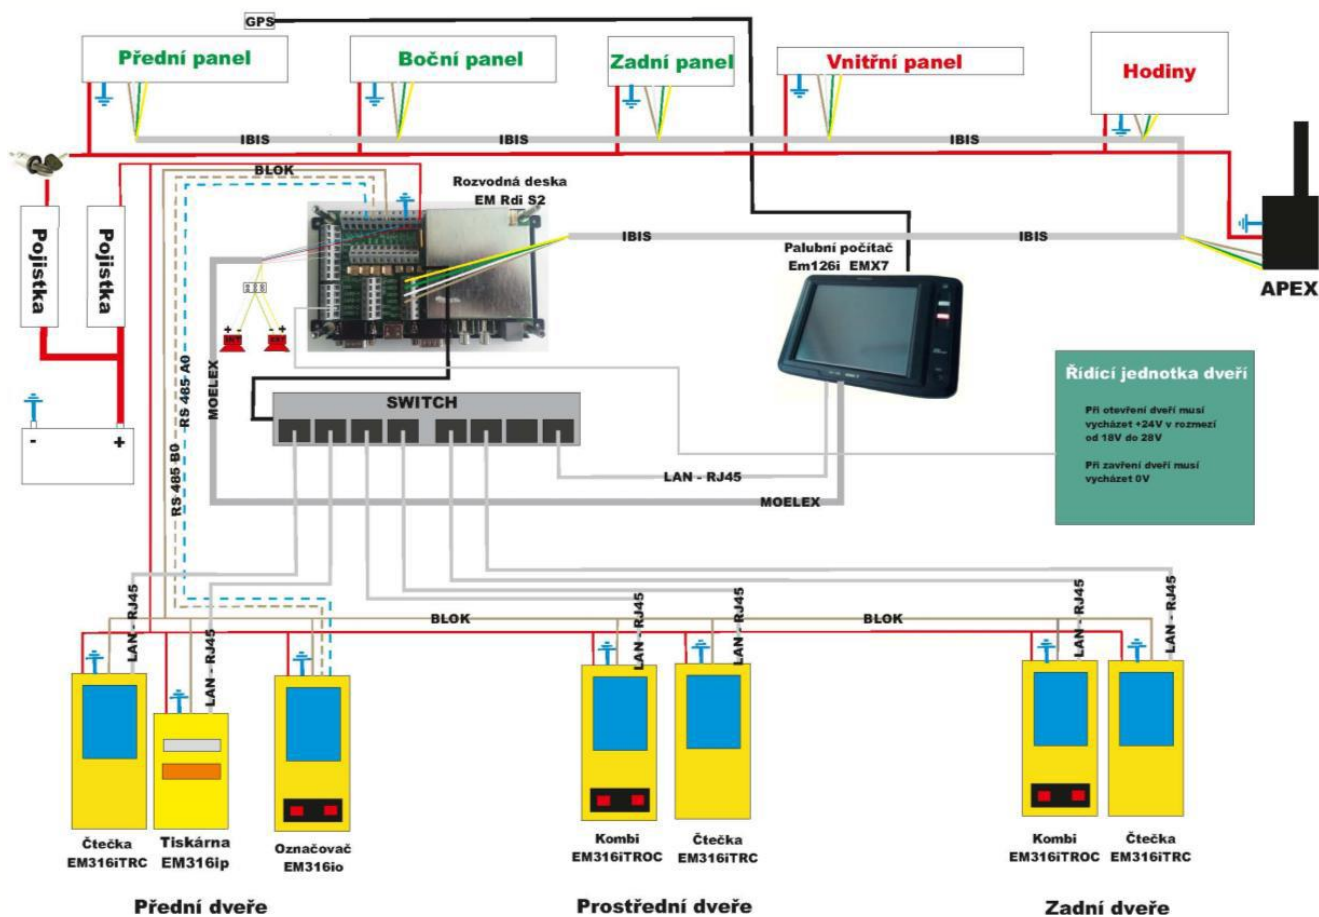 GPS
Přední panel
Boční panel
Zadní panel
Vnitřní panel
Hodiny
IBIS
IBIS
IBIS
IBIS
BLOK
Rozvodná deska
EM Rdi S2
IBIS
IBIS
Palubní počítač
Em126i EMX7
APEX
Pojistka
Pojistka
+ -
- +
INT
EXT
RS 485 A0
RS 485 B0
MOELEX
SWITCH
LAN - RJ45
MOELEX
Řídící jednotka dveří
Při otevření dveří musí
vycházet +24V v rozmezí
od 18V do 28V
Při zavření dveří musí
vycházet 0V
- +
LAN - RJ45
LAN - RJ45
BLOK
LAN - RJ45
LAN - RJ45
BLOK
LAN - RJ45
LAN - RJ45
Čtečka
EM316iTRC
Tiskárna
EM316ip
Označovač
EM316io
Kombi
EM316iTROC
Čtečka
EM316iTRC
Kombi
EM316iTROC
Čtečka
EM316iTRC
Přední dveře
Prostřední dveře
Zadní dveře